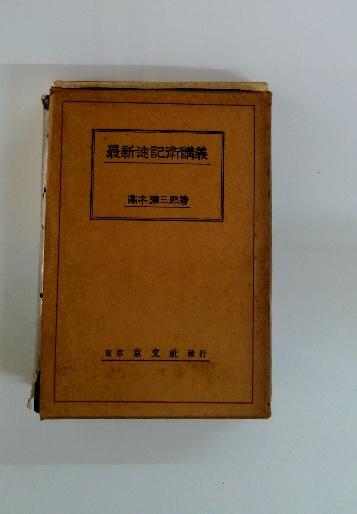 最新速記術講義
高木彌三郎著
東京 京文社 發行